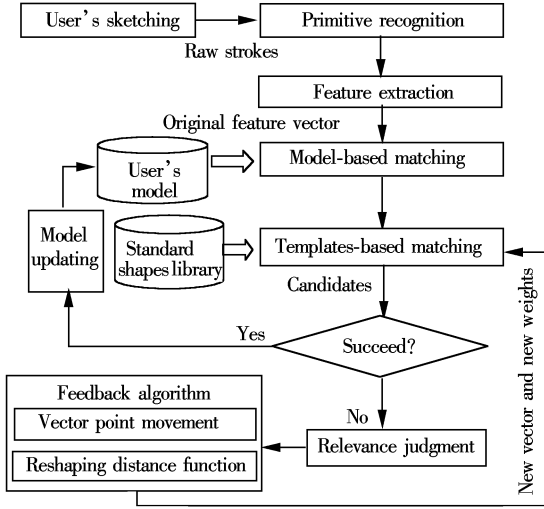 User's sketching
Primitive recognition
Raw strokes
Feature extraction
Original feature vector
User's
model
Model-based matching
Model
updating
Standard
shapes library
Templates-based matching
Candidates
Yes
Succeed?
No
Feedback algorithm
Vector point movement
Reshaping distance function
Relevance judgment
New vector and new weights